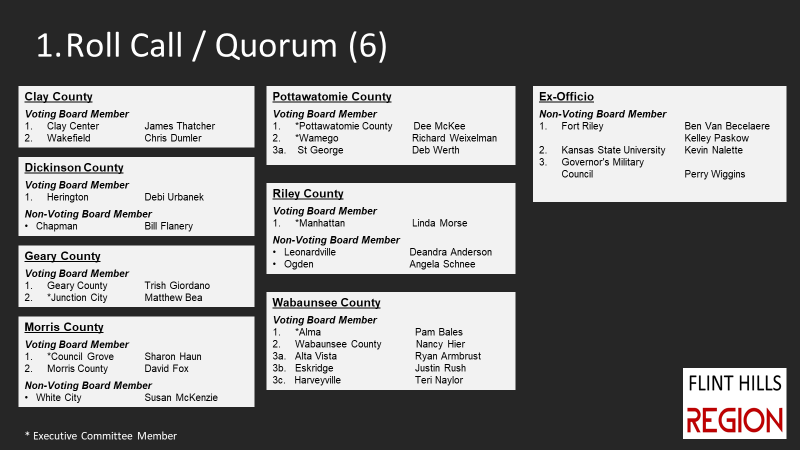 1. Roll Call / Quorum (6)
Clay County
Voting Board Member
1. Clay Center James Thatcher
2. Wakefield Chris Dumler
Dickinson County
Voting Board Member
1. Herington Debi Urbanek
Non-Voting Board Member
• Chapman Bill Flanery
Geary County
Voting Board Member
1. Geary County Trish Giordano
2. *Junction City Matthew Bea
Morris County
Voting Board Member
1. *Council Grove Sharon Haun
2. Morris County David Fox
Non-Voting Board Member
• White City Susan McKenzie
* Executive Committee Member
Pottawatomie County
Voting Board Member
1. *Pottawatomie County Dee McKee
2. *Wamego Richard Weixelman
3a. St George Deb Werth
Riley County
Voting Board Member
1. *Manhattan Linda Morse
Non-Voting Board Member
• Leonardville Deandra Anderson
• Ogden Angela Schnee
Wabaunsee County
Voting Board Member
1. *Alma Pam Bales
2. Wabaunsee County Nancy Hier
3a. Alta Vista Ryan Armbrust
3b. Eskridge Justin Rush
3c. Harveyville Teri Naylor
Ex-Officio
Non-Voting Board Member
1. Fort Riley Ben Van Becelaere
Kelley Paskow
2. Kansas State University Kevin Nalette
3. Governor's Military
Council Perry Wiggins
FLINT HILLS
REGION